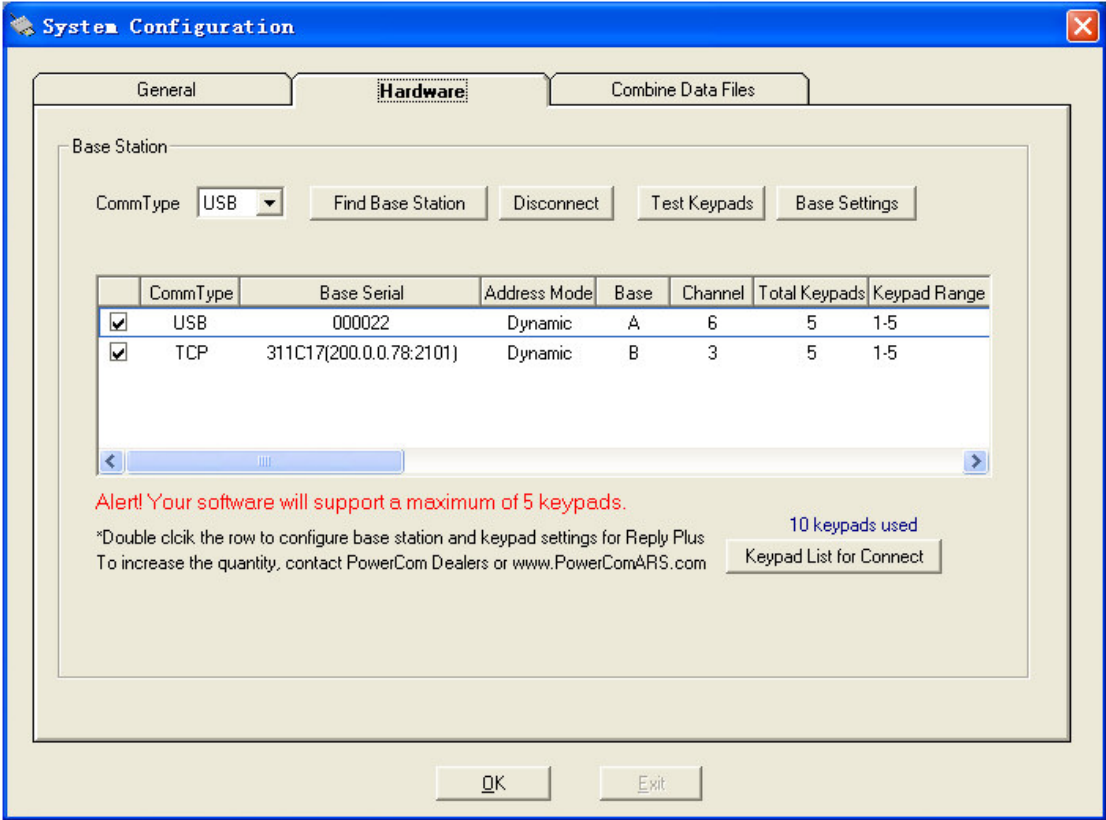 System Configuration
General Hardware Combine Data Files
Base Station
CommType USB Find Base Station Disconnect Test Keypads Base Settings
CommType Base Serial Address Mode Base Channel Total Keypads Keypad Range
USB 000022 Dynamic A 6 5 1-5
TCP 311C17(200.0.0.78:2101) Dynamic B 3 5 1-5
Alert! Your software will support a maximum of 5 keypads.
10 keypads used
*Double clcik the row to configure base station and keypad settings for Reply Plus
To increase the quantity, contact PowerCom Dealers or www.PowerComARS.com
Keypad List for Connect
OK Exit